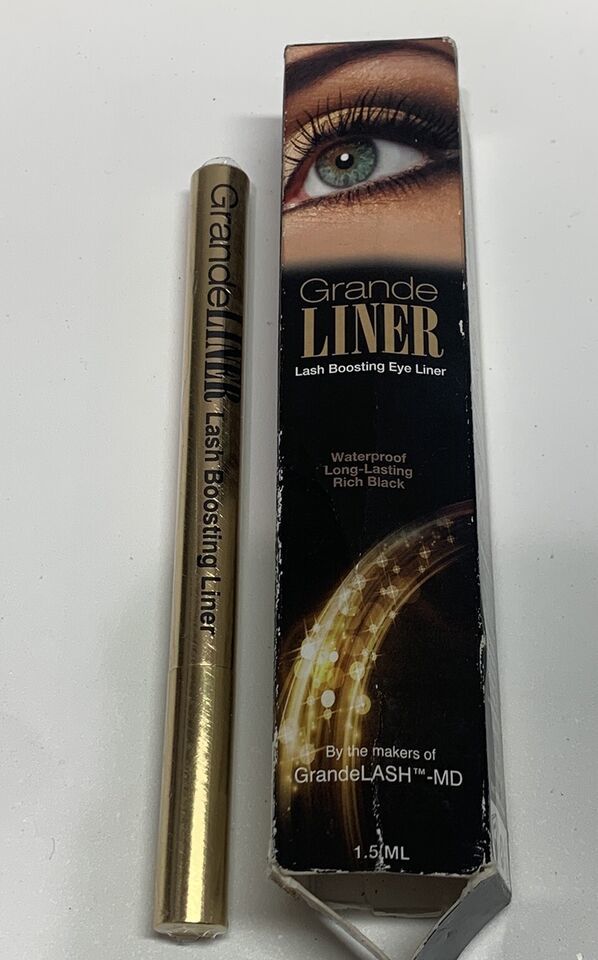 GrandeLINER Lash Boosting Liner
Grande
LINER
Lash Boosting Eye Liner
Waterproof
Long-Lasting
Rich Black
By the makers of
GrandeLASH™-MD
1.5 ML